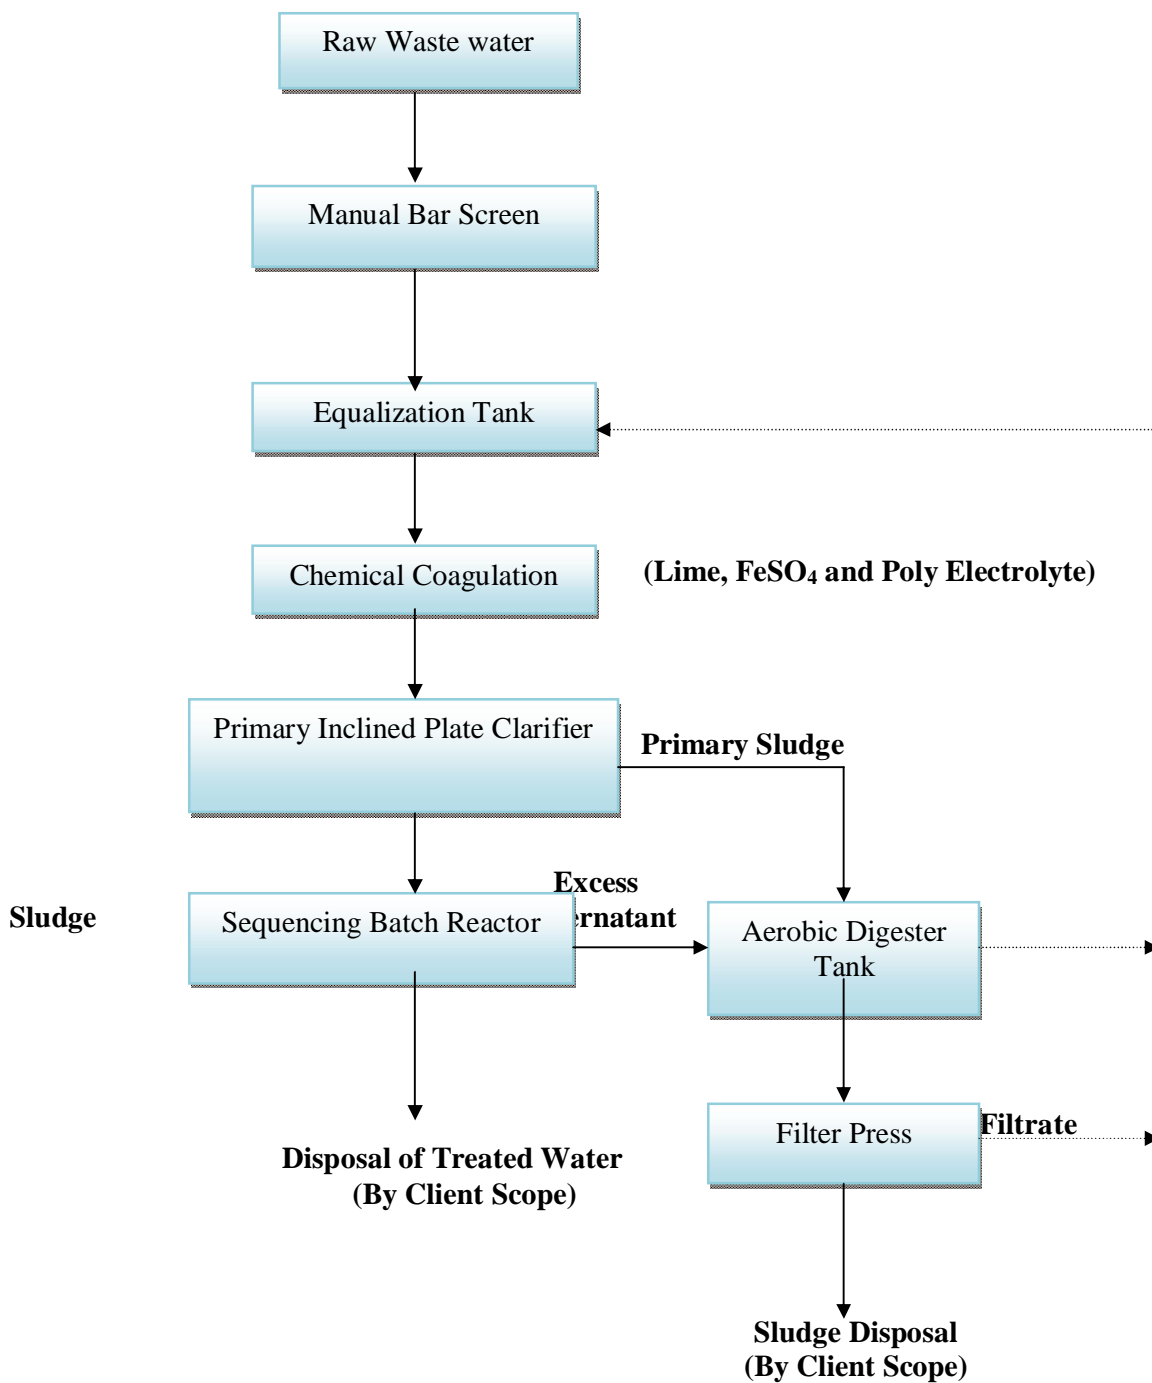 Raw Waste water
Manual Bar Screen
Equalization Tank
Chemical Coagulation
(Lime, FeSO₄ and Poly Electrolyte)
Primary Inclined Plate Clarifier
Primary Sludge
Excess
Sludge
Sequencing Batch Reactor
ernatant
Aerobic Digester
Tank
Filter Press
Filtrate
Disposal of Treated Water
(By Client Scope)
Sludge Disposal
(By Client Scope)